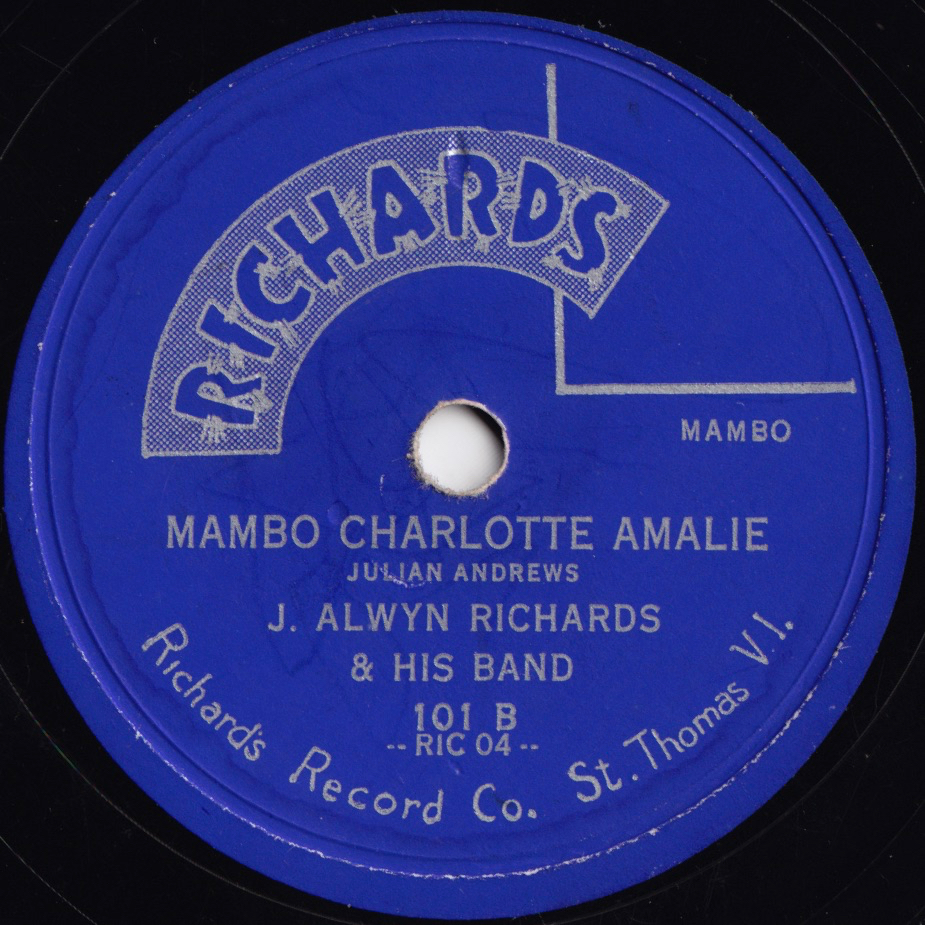 RICHARDS
MAMBO
MAMBO CHARLOTTE AMALIE
JULIAN ANDREWS
J. ALWYN RICHARDS
& HIS BAND
101 B
-- RIC 04 --
Richard's Record Co. St. Thomas V.I.